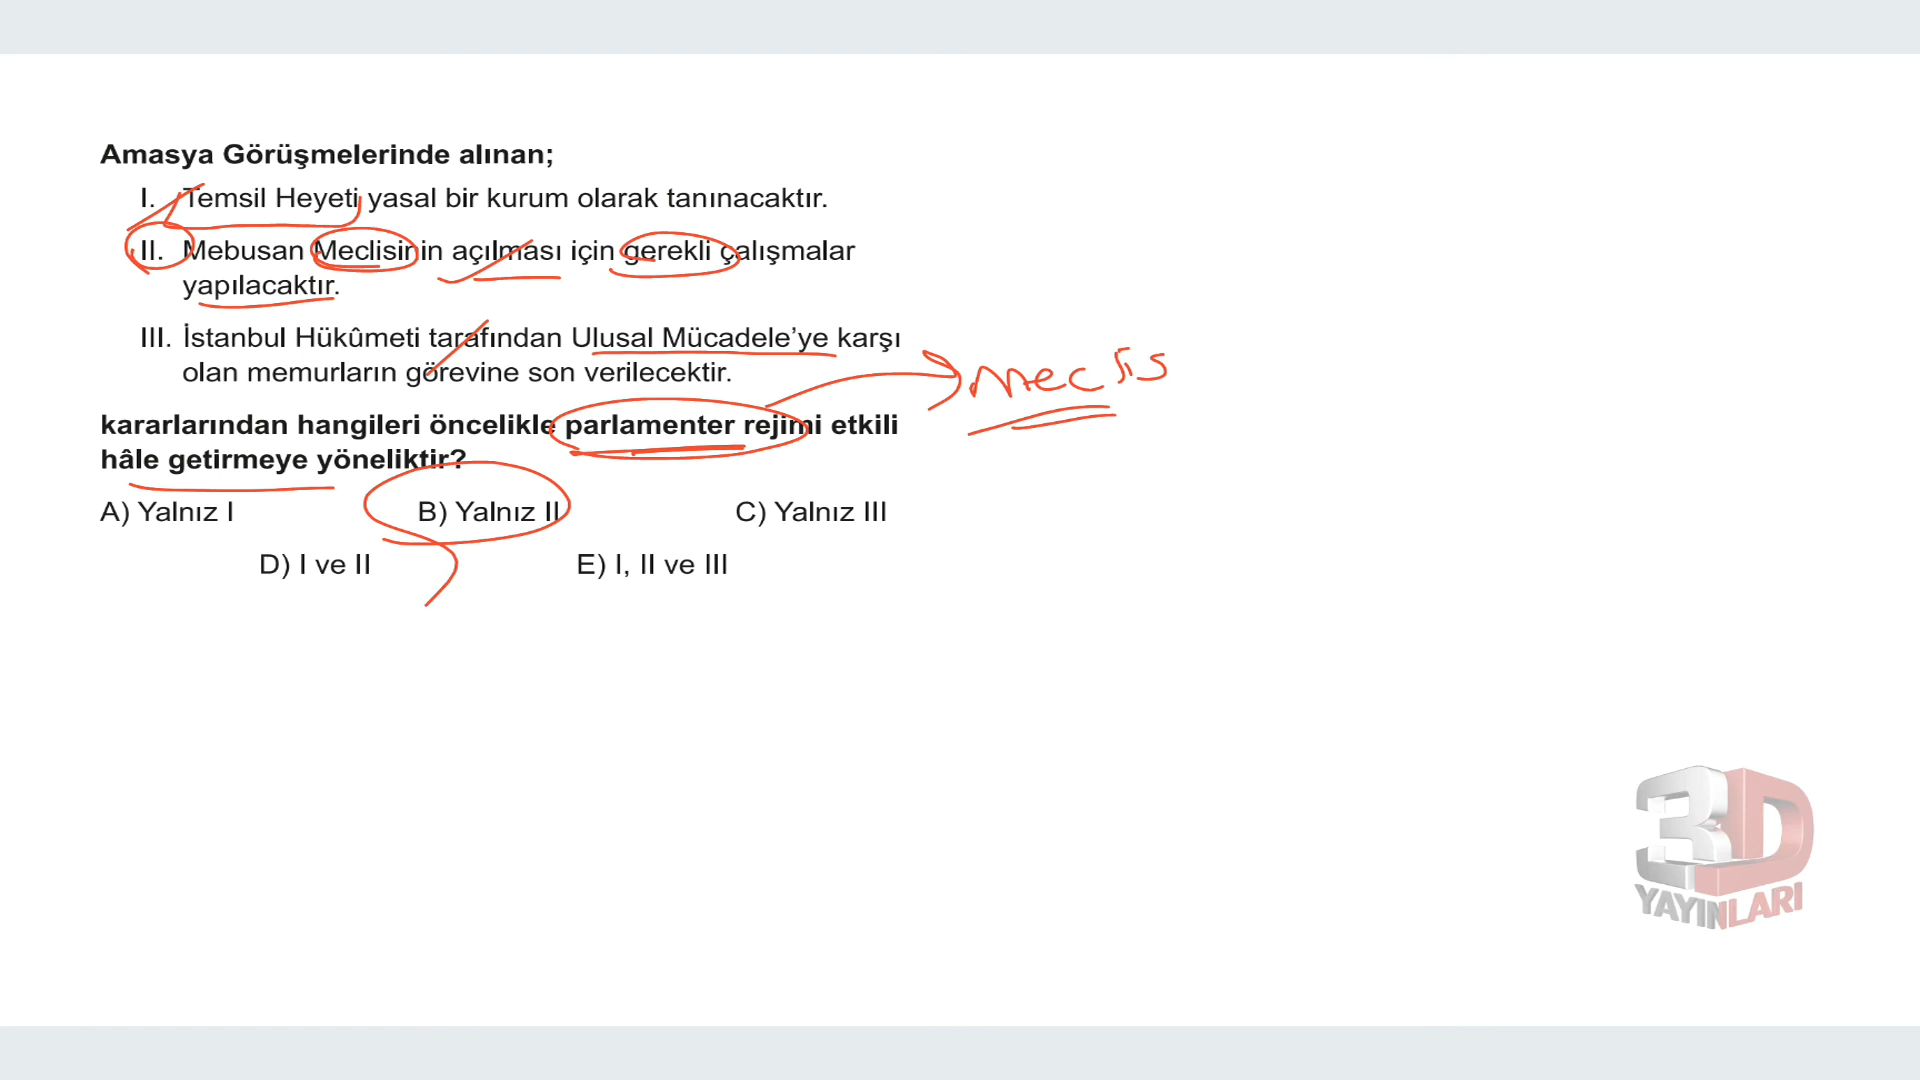 Amasya Görüşmelerinde alınan;
I. Temsil Heyeti yasal bir kurum olarak tanınacaktır.
II. Mebusan Meclisinin açılması için gerekli çalışmalar
yapılacaktır.
III. İstanbul Hükûmeti tarafından Ulusal Mücadele’ye karşı
olan memurların görevine son verilecektir.
Meclis
kararlarından hangileri öncelikle parlamenter rejimi etkili
hâle getirmeye yöneliktir?
A) Yalnız I B) Yalnız II C) Yalnız III
D) I ve II E) I, II ve III
3D
YAYINLARI